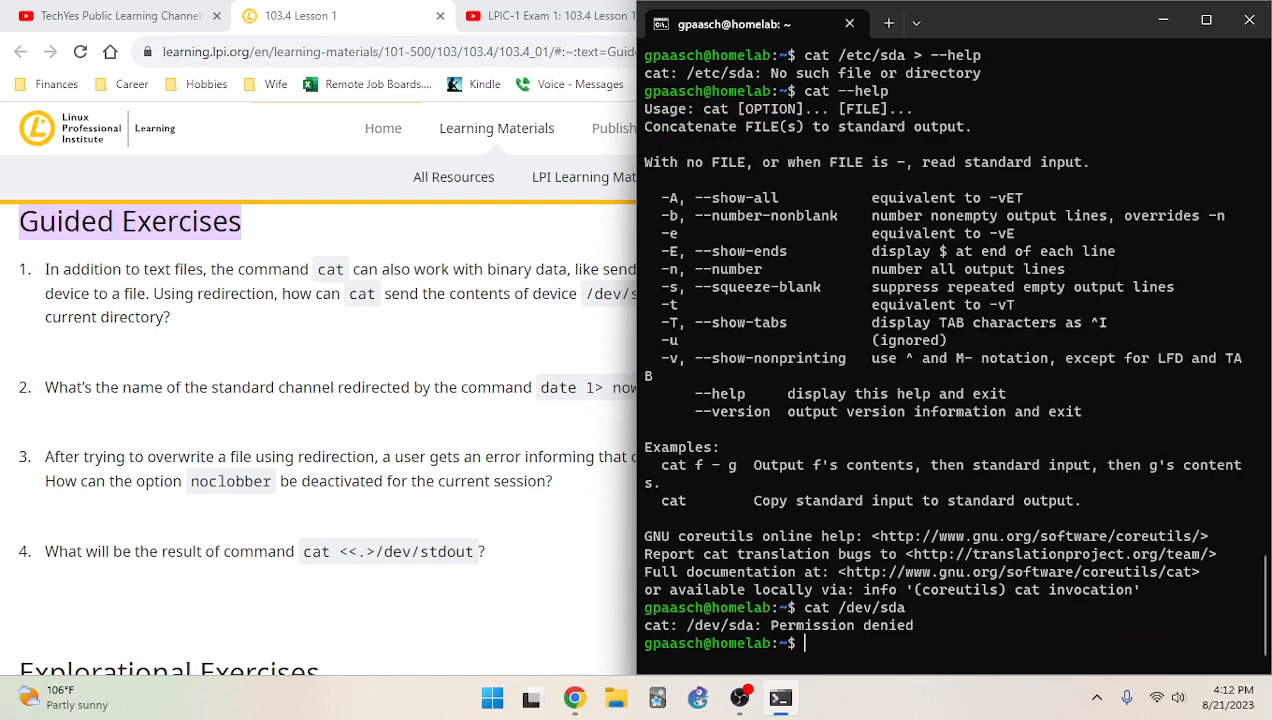 TechYes Public Learning Channel
103.4 Lesson 1
LPIC-1 Exam 1: 103.4 Lesson 1
gpaasch@homelab: ~
learning.lpi.org/en/learning-materials/101-500/103/103.4/103.4_01/#:~:text=Guid
Finances
Career
Hobbies
Wife
Remote Job Boards....
Kindle
Voice - Messages
Linux
Professional
Institute
Learning
Home
Learning Materials
Publish
All Resources
LPI Learning Ma
Guided Exercises
1. In addition to text files, the command cat can also work with binary data, like send
device to a file. Using redirection, how can cat send the contents of device /dev/s
current directory?
2. What's the name of the standard channel redirected by the command date 1> now
3. After trying to overwrite a file using redirection, a user gets an error informing that o
How can the option noclobber be deactivated for the current session?
4. What will be the result of command cat <<.>/dev/stdout ?
Explorational Exercises
gpaasch@homelab:~$ cat /etc/sda > --help
cat: /etc/sda: No such file or directory
gpaasch@homelab:~$ cat --help
Usage: cat [OPTION]... [FILE]...
Concatenate FILE(s) to standard output.
With no FILE, or when FILE is -, read standard input.
-A, --show-all equivalent to -vET
-b, --number-nonblank number nonempty output lines, overrides -n
-e equivalent to -vE
-E, --show-ends display $ at end of each line
-n, --number number all output lines
-s, --squeeze-blank suppress repeated empty output lines
-t equivalent to -vT
-T, --show-tabs display TAB characters as ^I
-u (ignored)
-v, --show-nonprinting use ^ and M- notation, except for LFD and TA
B
--help display this help and exit
--version output version information and exit
Examples:
cat f - g Output f's contents, then standard input, then g's content
s.
cat Copy standard input to standard output.
GNU coreutils online help: <http://www.gnu.org/software/coreutils/>
Report cat translation bugs to <http://translationproject.org/team/>
Full documentation at: <http://www.gnu.org/software/coreutils/cat>
or available locally via: info '(coreutils) cat invocation'
gpaasch@homelab:~$ cat /dev/sda
cat: /dev/sda: Permission denied
gpaasch@homelab:~$
106°F
Partly sunny
4:12 PM
8/21/2023